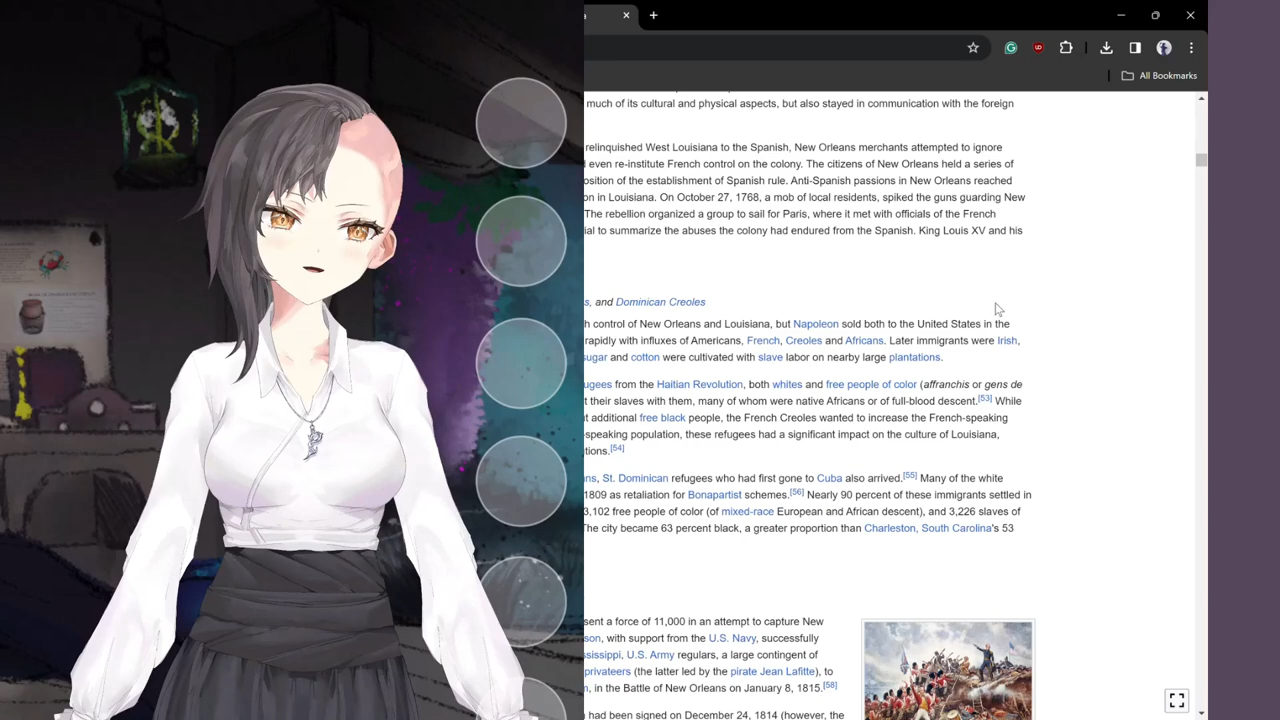 All Bookmarks
much of its cultural and physical aspects, but also stayed in communication with the foreign
relinquished West Louisiana to the Spanish, New Orleans merchants attempted to ignore
even re-institute French control on the colony. The citizens of New Orleans held a series of
osition of the establishment of Spanish rule. Anti-Spanish passions in New Orleans reached
on in Louisiana. On October 27, 1768, a mob of local residents, spiked the guns guarding New
The rebellion organized a group to sail for Paris, where it met with officials of the French
ial to summarize the abuses the colony had endured from the Spanish. King Louis XV and his
s, and Dominican Creoles
h control of New Orleans and Louisiana, but Napoleon sold both to the United States in the
rapidly with influxes of Americans, French, Creoles and Africans. Later immigrants were Irish,
sugar and cotton were cultivated with slave labor on nearby large plantations.
fugees from the Haitian Revolution, both whites and free people of color (affranchis or gens de
t their slaves with them, many of whom were native Africans or of full-blood descent.[53] While
t additional free black people, the French Creoles wanted to increase the French-speaking
-speaking population, these refugees had a significant impact on the culture of Louisiana,
tions.[54]
ns, St. Dominican refugees who had first gone to Cuba also arrived.[55] Many of the white
1809 as retaliation for Bonapartist schemes.[56] Nearly 90 percent of these immigrants settled in
3,102 free people of color (of mixed-race European and African descent), and 3,226 slaves of
The city became 63 percent black, a greater proportion than Charleston, South Carolina's 53
sent a force of 11,000 in an attempt to capture New
son, with support from the U.S. Navy, successfully
ssissippi, U.S. Army regulars, a large contingent of
privateers (the latter led by the pirate Jean Lafitte), to
n, in the Battle of New Orleans on January 8, 1815.[58]
had been signed on December 24, 1814 (however, the